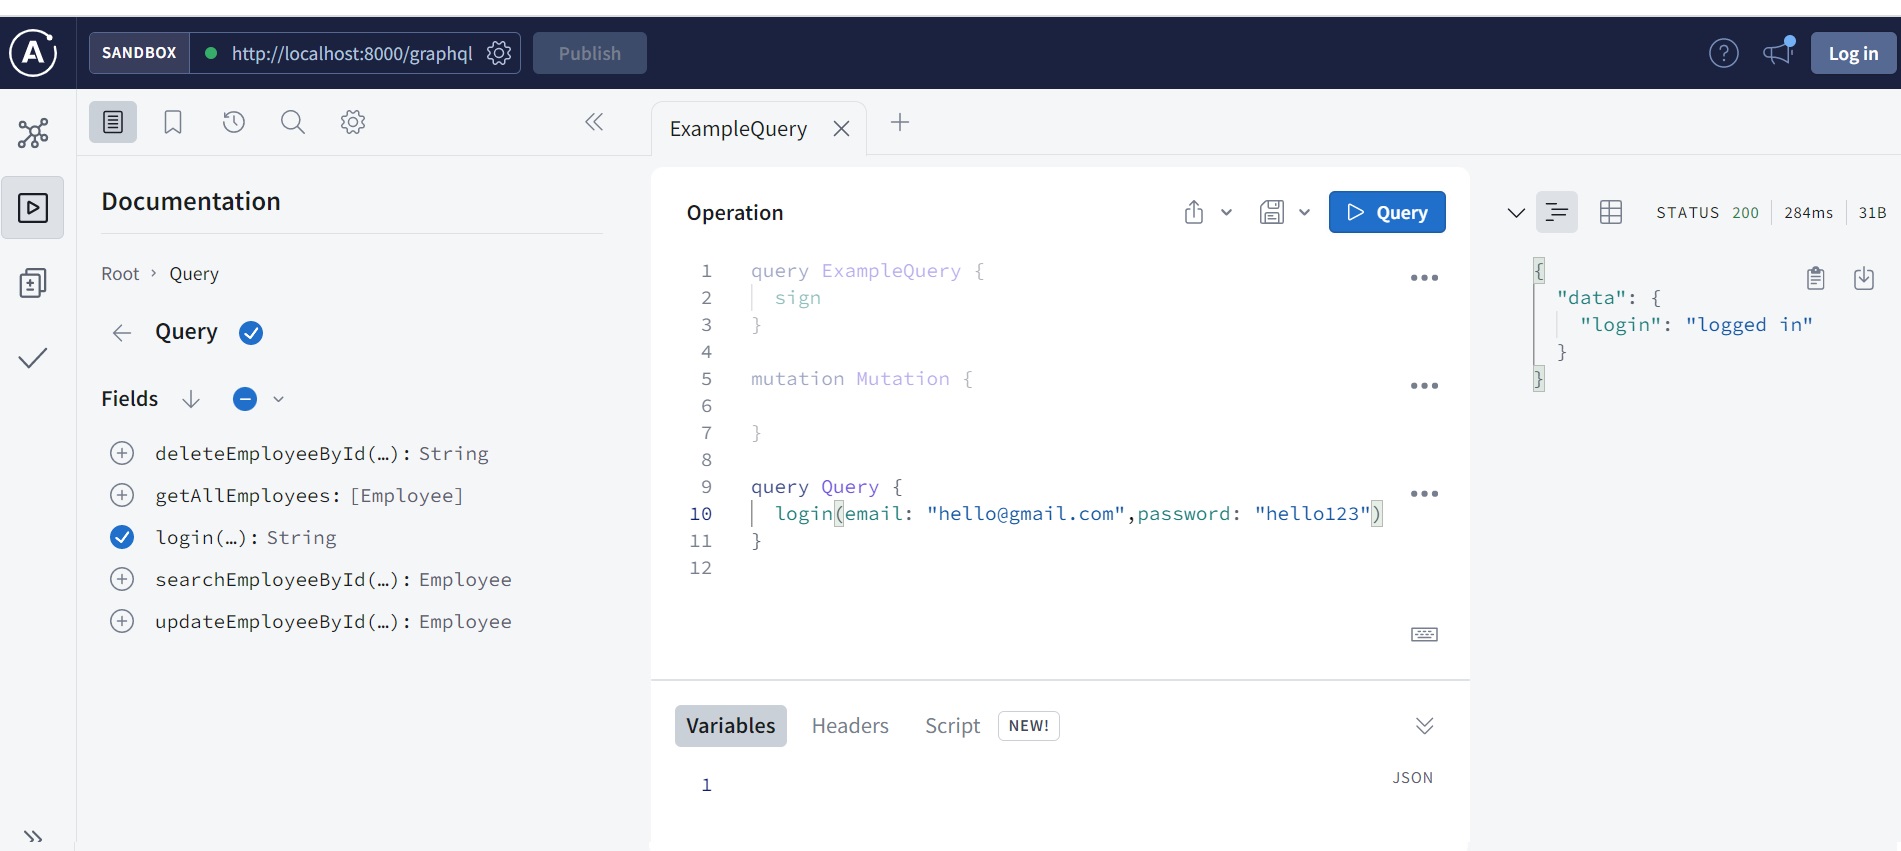 A
SANDBOX
http://localhost:8000/graphql
Publish
?
Log in
ExampleQuery
Documentation
Root › Query
Query
Fields
deleteEmployeeById(…): String
getAllEmployees: [Employee]
login(…): String
searchEmployeeById(…): Employee
updateEmployeeById(…): Employee
Operation
Query
1 query ExampleQuery {
2 sign
3 }
4
5 mutation Mutation {
6
7 }
8
9 query Query {
10 login(email: "hello@gmail.com",password: "hello123")
11 }
12
Variables Headers Script NEW!
1
JSON
STATUS 200 284ms 31B
{
"data": {
"login": "logged in"
}
}